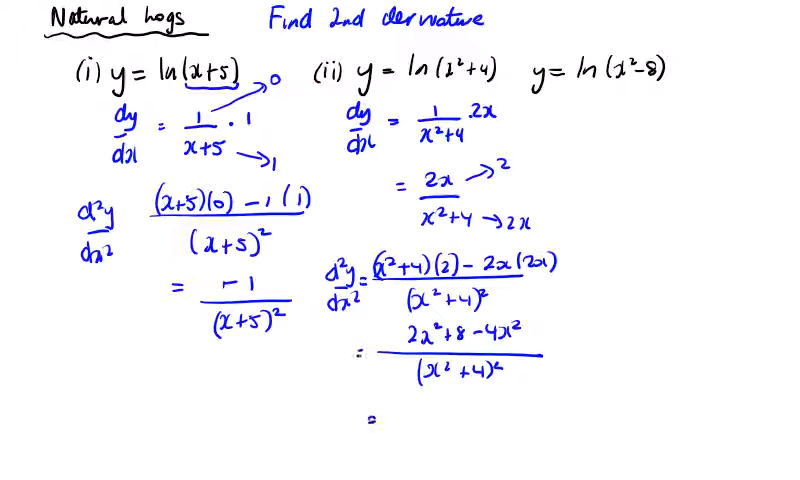 Natural Logs Find 2nd derivative
(i) y = ln(x+5) (ii) y = ln(x²+4) y = ln(x²-8)
dy/dx = 1/(x+5) · 1 → 0 → 1
d²y/dx² (x+5)(0) - 1(1) / (x+5)²
= -1/(x+5)²
dy/dx = 1/(x²+4) · 2x
= 2x/(x²+4) → 2 → 2x
d²y/dx² = (x²+4)(2) - 2x(2x) / (x²+4)²
= 2x²+8-4x² / (x²+4)²
=